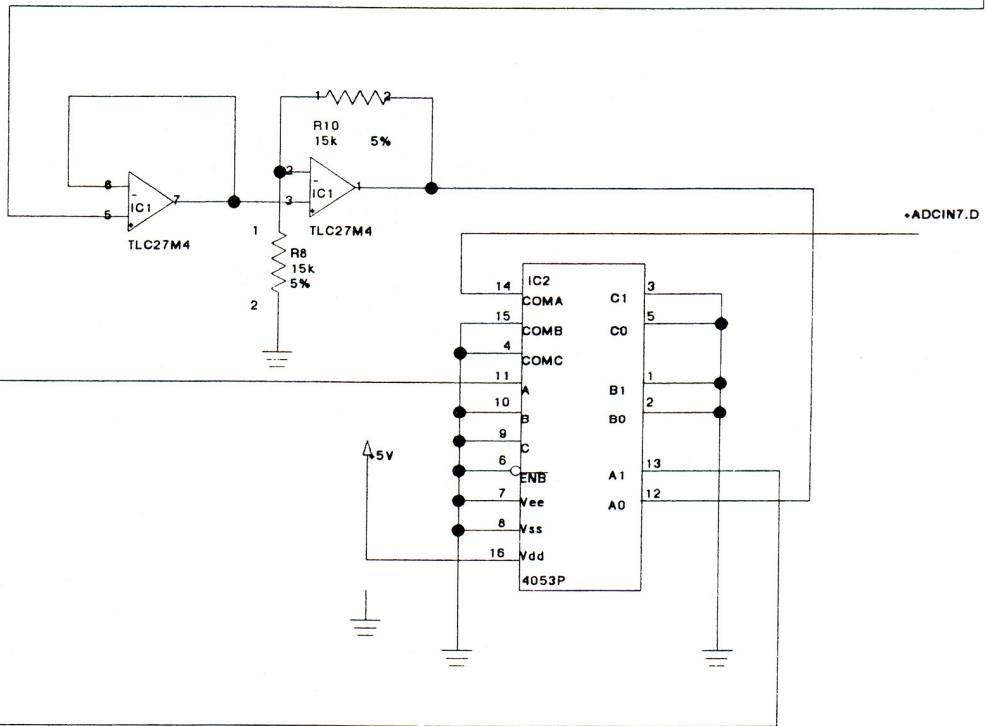 1 2
R10
15k 5%
6
5
-
+
IC1
7
TLC27M4
2
3
-
+
IC1
1
TLC27M4
1
R8
15k
5%
2
+ADCIN7.D
IC2
14 COMA
15 COMB
4 COMC
11 A
10 B
9 C
6 ENB
7 Vee
8 Vss
16 Vdd
C1 3
C0 5
B1 1
B0 2
A1 13
A0 12
4053P
+5V